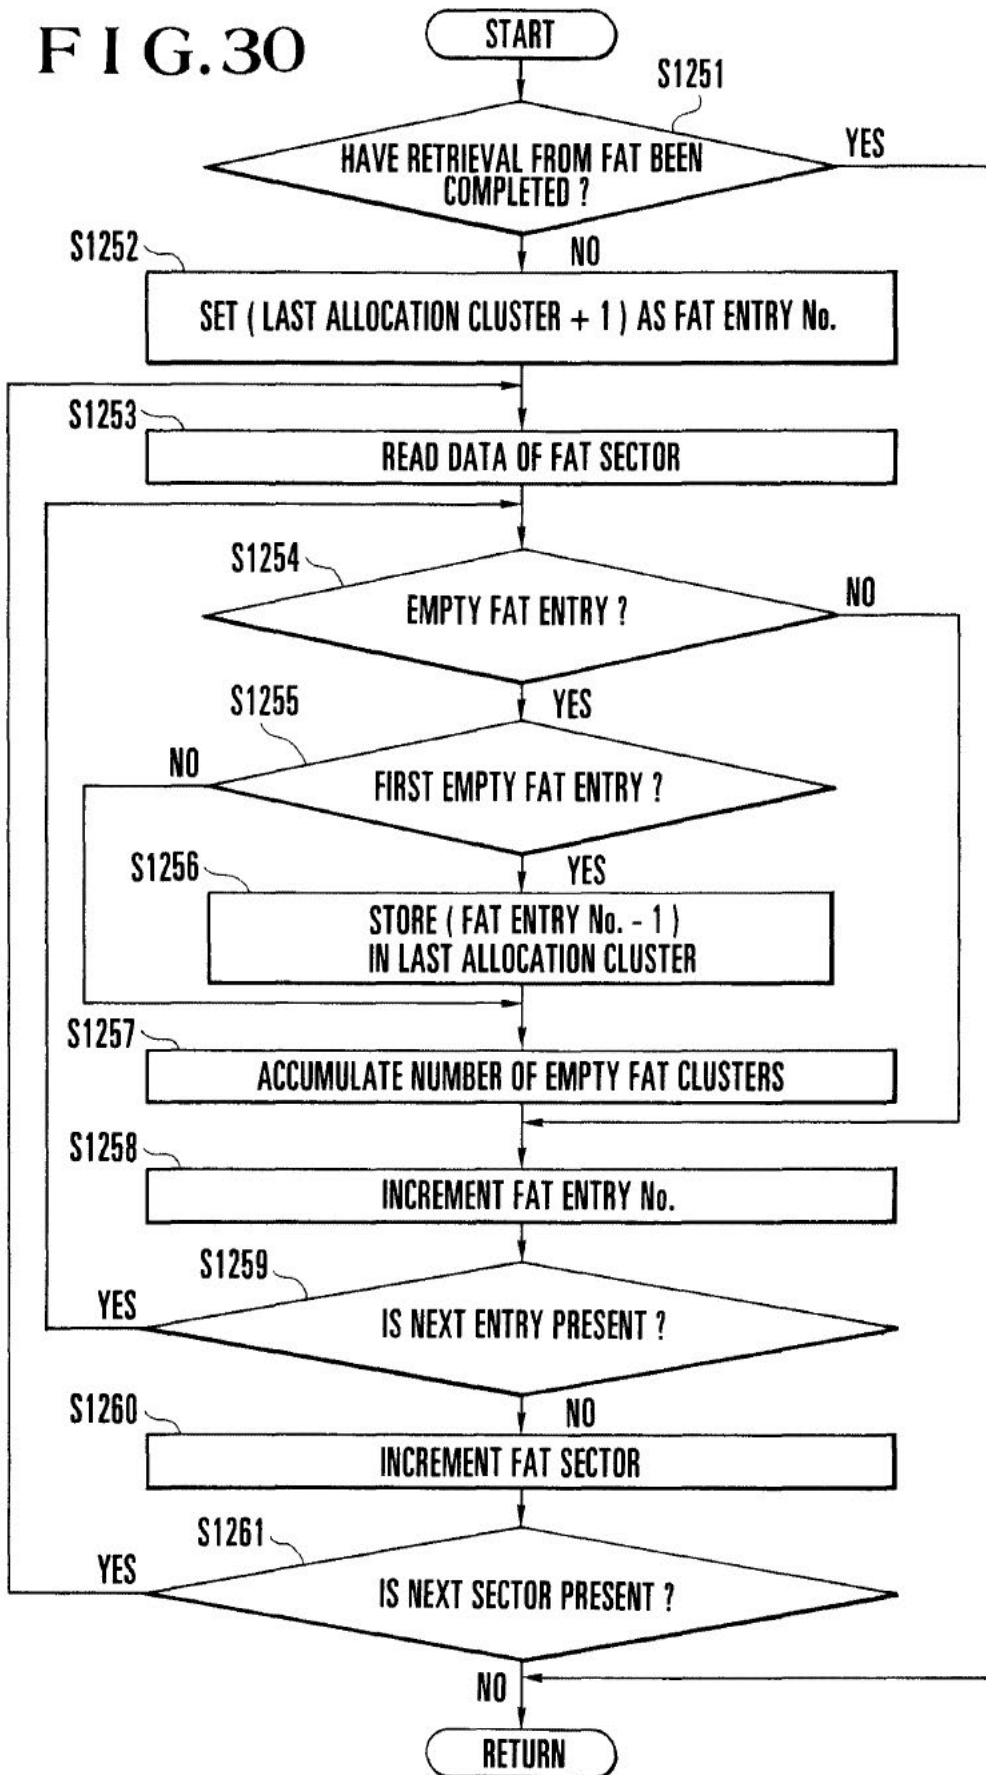 FIG.30
START
S1251
HAVE RETRIEVAL FROM FAT BEEN
COMPLETED ?
YES
NO
S1252
SET ( LAST ALLOCATION CLUSTER + 1 ) AS FAT ENTRY No.
S1253
READ DATA OF FAT SECTOR
S1254
EMPTY FAT ENTRY ?
NO
YES
S1255
FIRST EMPTY FAT ENTRY ?
NO
YES
S1256
STORE ( FAT ENTRY No. - 1 )
IN LAST ALLOCATION CLUSTER
S1257
ACCUMULATE NUMBER OF EMPTY FAT CLUSTERS
S1258
INCREMENT FAT ENTRY No.
S1259
IS NEXT ENTRY PRESENT ?
YES
NO
S1260
INCREMENT FAT SECTOR
S1261
IS NEXT SECTOR PRESENT ?
YES
NO
RETURN